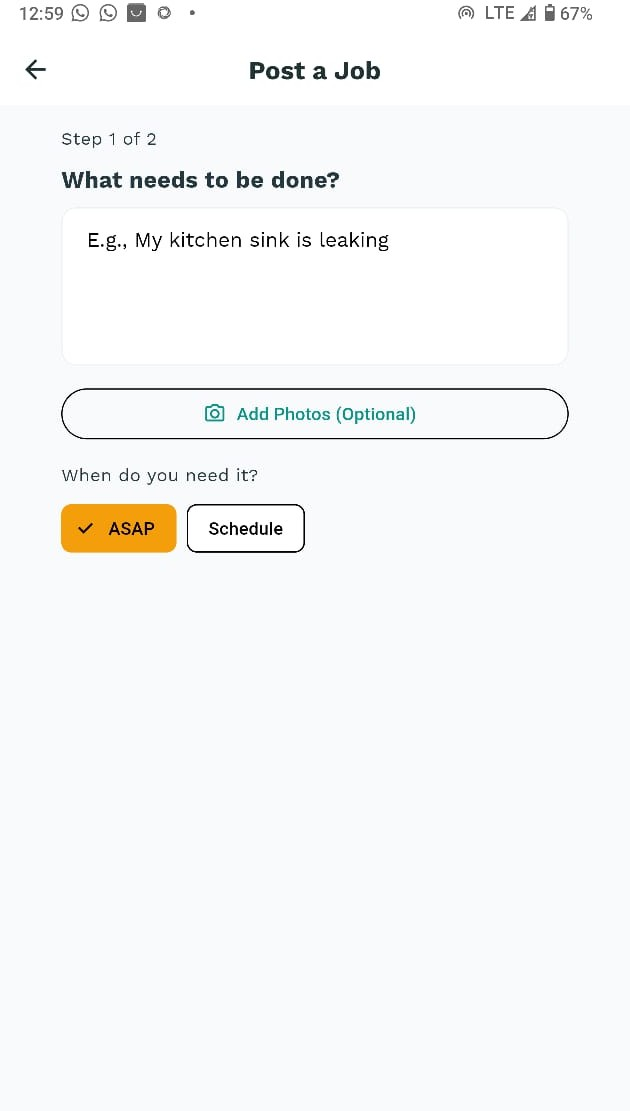 12:59 LTE 67%
Post a Job
Step 1 of 2
What needs to be done?
E.g., My kitchen sink is leaking
Add Photos (Optional)
When do you need it?
ASAP Schedule